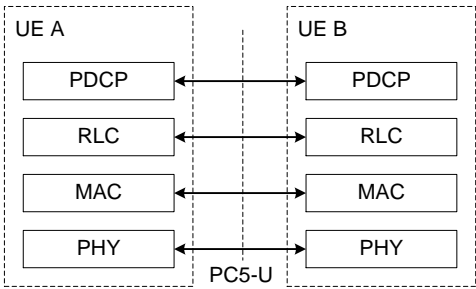 UE A UE B
PDCP PDCP
RLC RLC
MAC MAC
PHY PHY
PC5-U